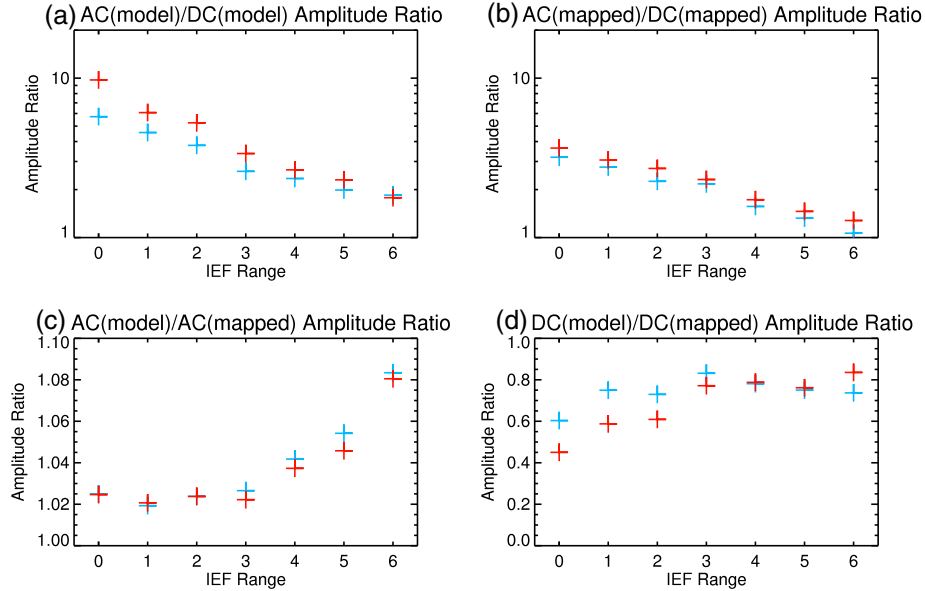 (a) AC(model)/DC(model) Amplitude Ratio
Amplitude Ratio
10
1
0 1 2 3 4 5 6
IEF Range
(b) AC(mapped)/DC(mapped) Amplitude Ratio
Amplitude Ratio
10
1
0 1 2 3 4 5 6
IEF Range
(c) AC(model)/AC(mapped) Amplitude Ratio
Amplitude Ratio
1.10
1.08
1.06
1.04
1.02
1.00
0 1 2 3 4 5 6
IEF Range
(d) DC(model)/DC(mapped) Amplitude Ratio
Amplitude Ratio
1.0
0.8
0.6
0.4
0.2
0.0
0 1 2 3 4 5 6
IEF Range